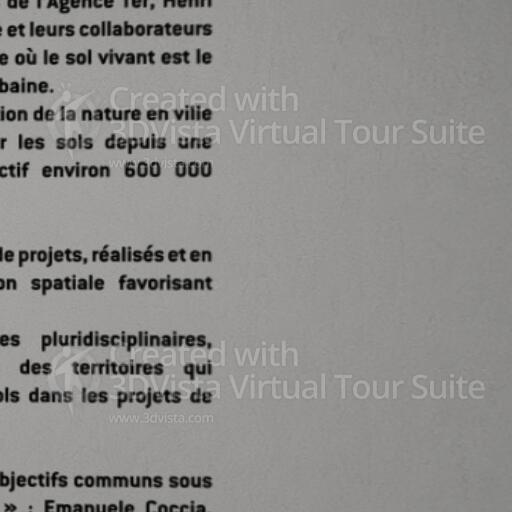 de l'Agence Ter, Henri
et leurs collaborateurs
où le sol vivant est le
baine.
ion de la nature en ville
Created with
3DVista Virtual Tour Suite
r les sols depuis une
www.3dvista.com
ctif environ 600 000
de projets, réalisés et en
on spatiale favorisant
es pluridisciplinaires,
Created with
des territoires qui
3DVista Virtual Tour Suite
ols dans les projets de
www.3dvista.com
bjectifs communs sous
» : Emanuele Coccia,